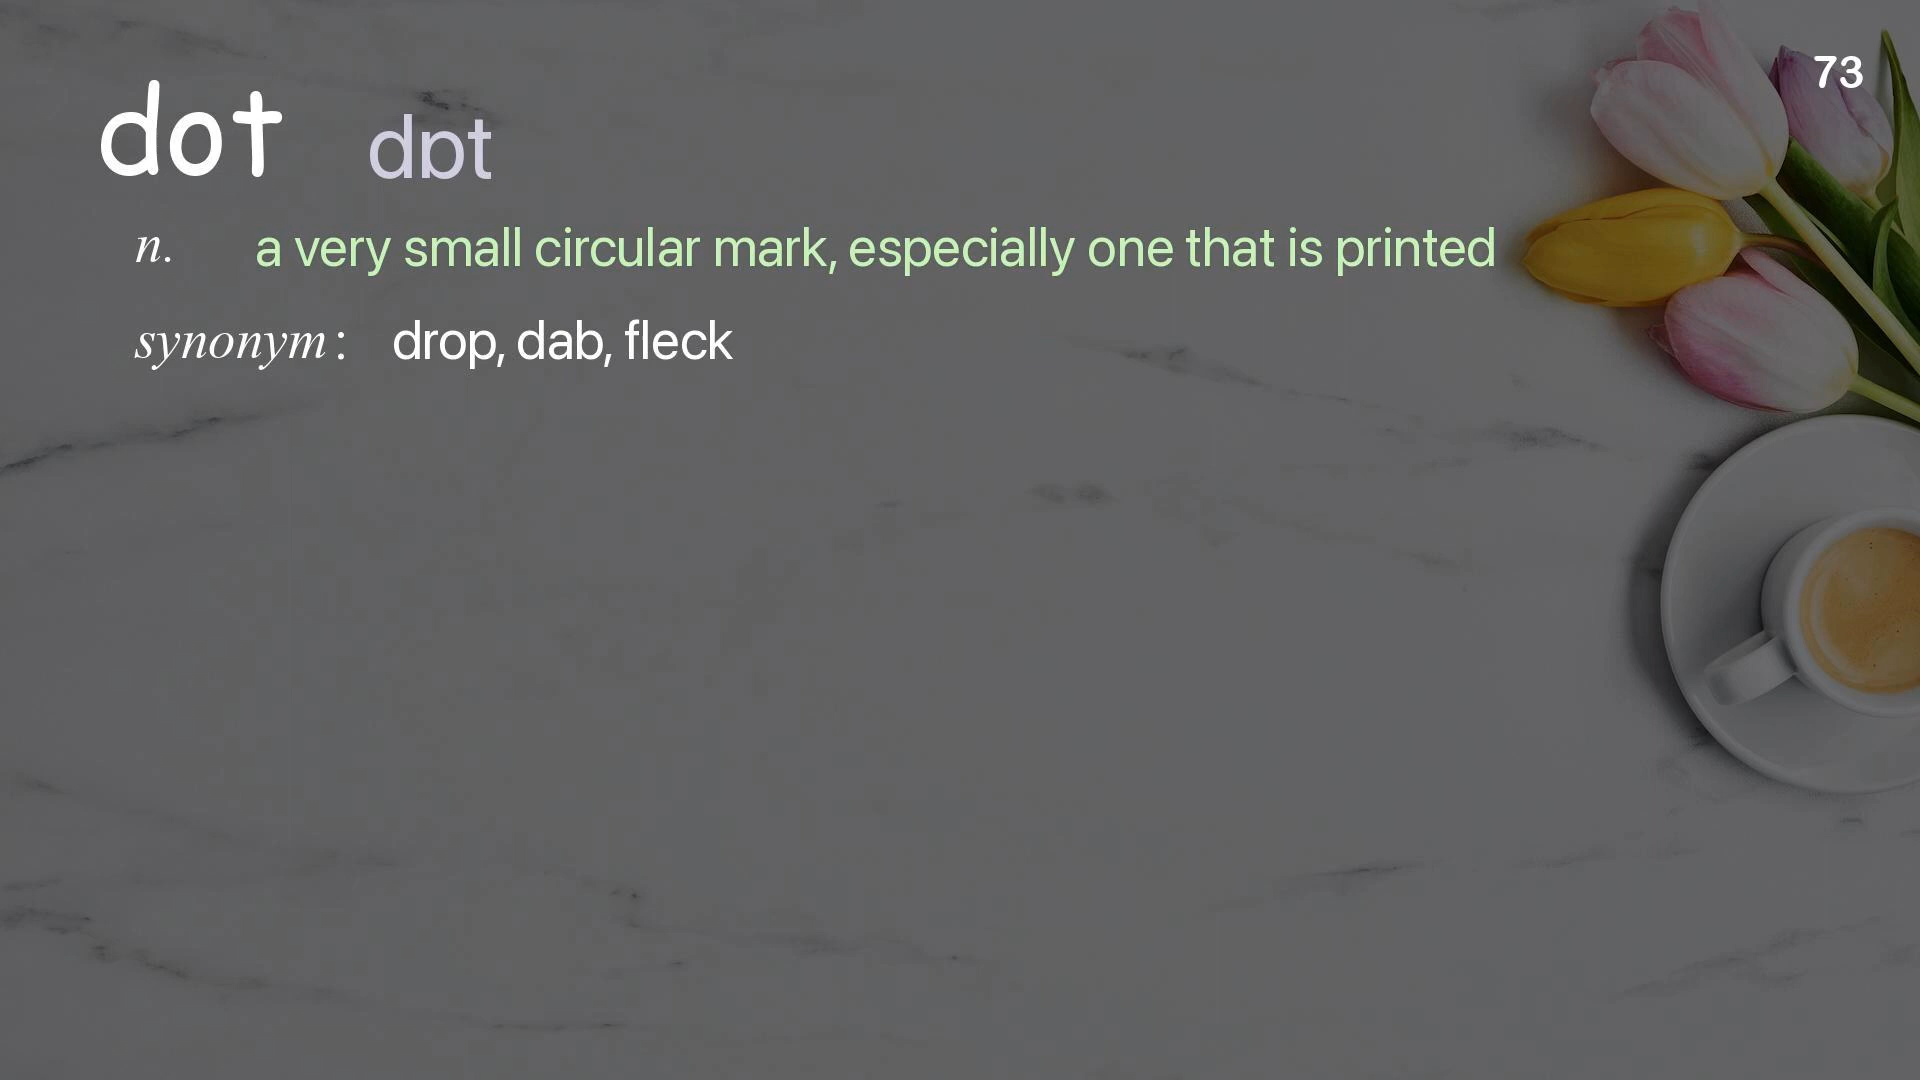 73
dot dɒt
n. a very small circular mark, especially one that is printed
synonym : drop, dab, fleck